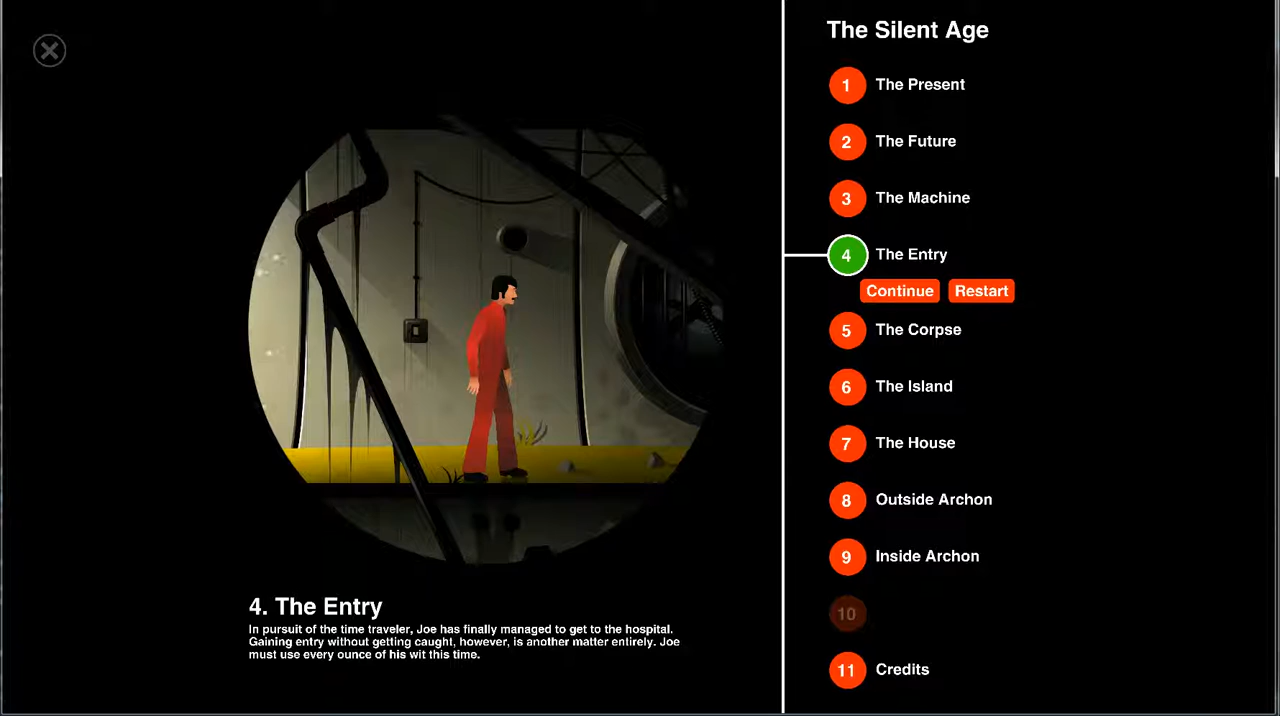 The Silent Age
1 The Present
2 The Future
3 The Machine
4 The Entry
Continue Restart
5 The Corpse
6 The Island
7 The House
8 Outside Archon
9 Inside Archon
10
11 Credits
4. The Entry
In pursuit of the time traveler, Joe has finally managed to get to the hospital.
Gaining entry without getting caught, however, is another matter entirely. Joe
must use every ounce of his wit this time.